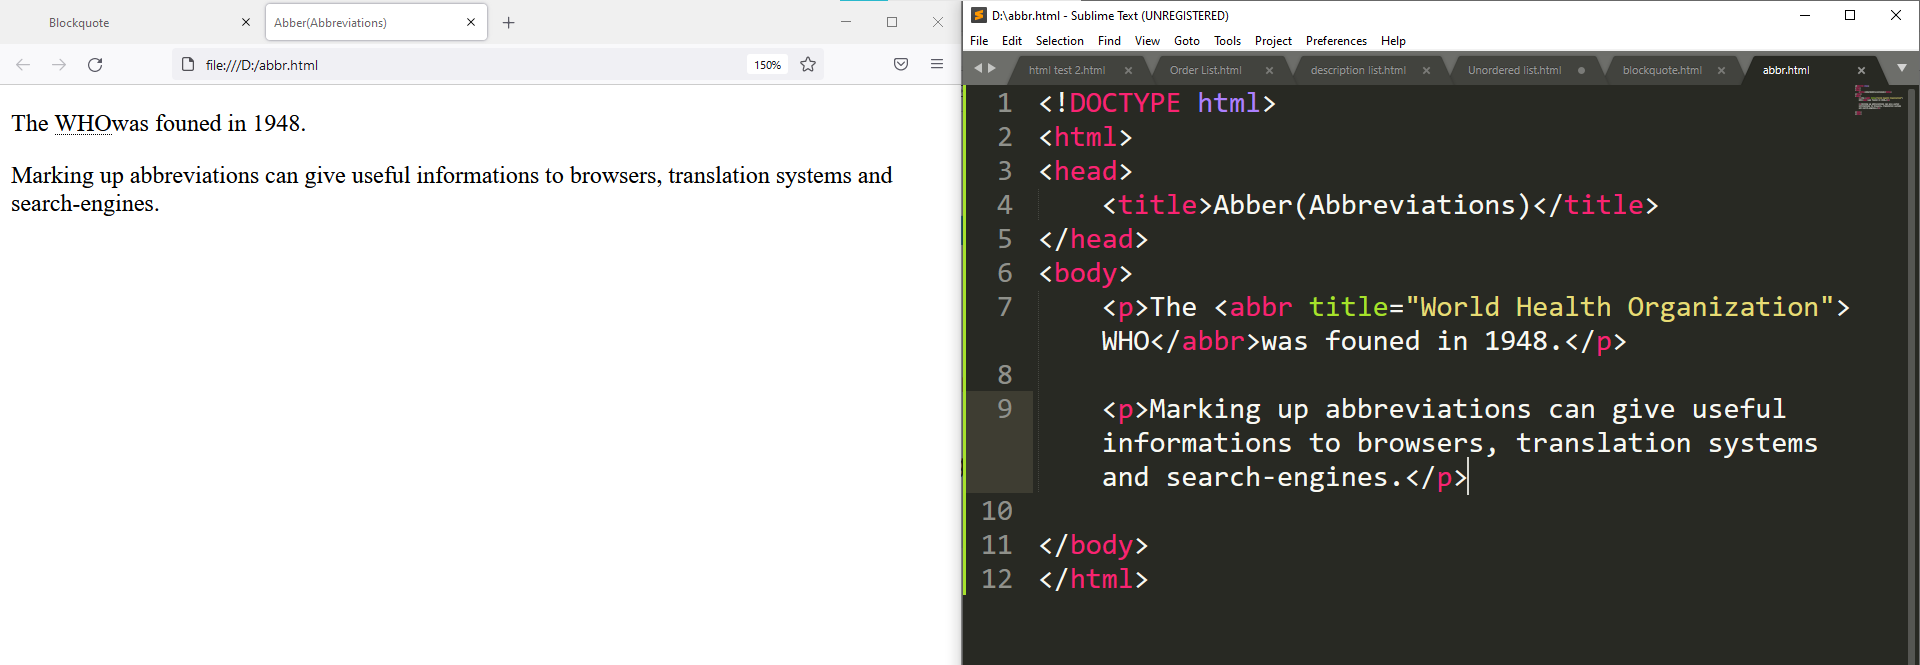 Blockquote
Abber(Abbreviations)
file:///D:/abbr.html
150%
The WHOwas founed in 1948.
Marking up abbreviations can give useful informations to browsers, translation systems and
search-engines.
D:\abbr.html - Sublime Text (UNREGISTERED)
File Edit Selection Find View Goto Tools Project Preferences Help
html test 2.html Order List.html description list.html Unordered list.html blockquote.html abbr.html
1 <!DOCTYPE html>
2 <html>
3 <head>
4 <title>Abber(Abbreviations)</title>
5 </head>
6 <body>
7 <p>The <abbr title="World Health Organization">
WHO</abbr>was founed in 1948.</p>
8
9 <p>Marking up abbreviations can give useful
informations to browsers, translation systems
and search-engines.</p>
10
11 </body>
12 </html>